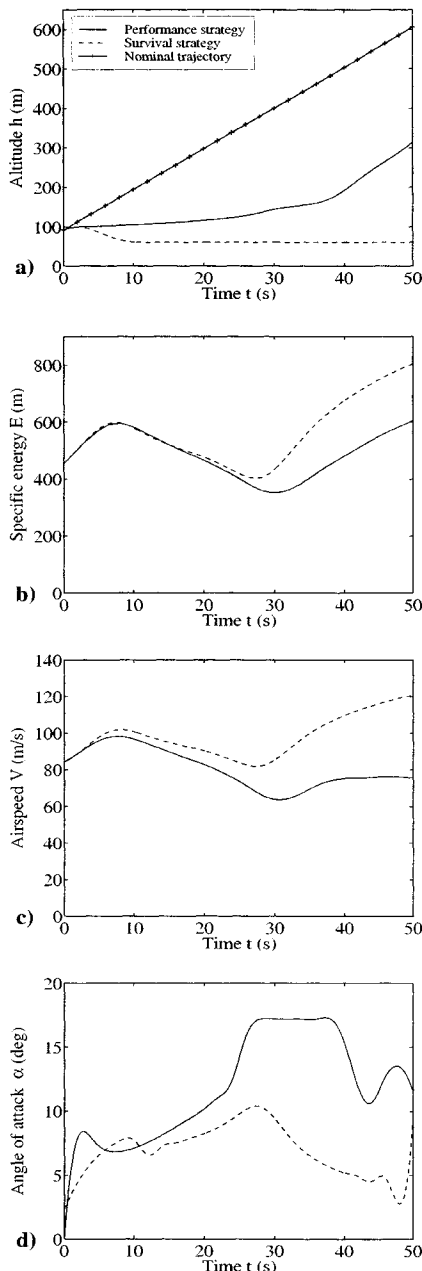 600
500
400
300
200
100
0
Altitude h (m)
Performance strategy
Survival strategy
Nominal trajectory
0 10 20 30 40 50
Time t (s)
a)
800
600
400
200
0
Specific energy E (m)
0 10 20 30 40 50
Time t (s)
b)
140
120
100
80
60
40
20
0
Airspeed V (m/s)
0 10 20 30 40 50
Time t (s)
c)
20
15
10
5
0
Angle of attack α (deg)
0 10 20 30 40 50
Time t (s)
d)